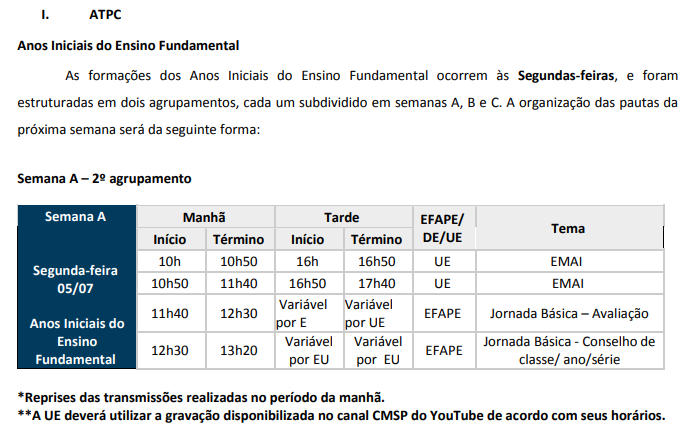 I. ATPC
Anos Iniciais do Ensino Fundamental
As formações dos Anos Iniciais do Ensino Fundamental ocorrem às Segundas-feiras, e foram
estruturadas em dois agrupamentos, cada um subdividido em semanas A, B e C. A organização das pautas da
próxima semana será da seguinte forma:
Semana A – 2º agrupamento
Semana A Manhã Tarde EFAPE/ DE/UE Tema
Início Término Início Término
Segunda-feira 05/07
Anos Iniciais do Ensino Fundamental
10h 10h50 16h 16h50 UE EMAI
10h50 11h40 16h50 17h40 UE EMAI
11h40 12h30 Variável por E Variável por UE EFAPE Jornada Básica – Avaliação
12h30 13h20 Variável por EU Variável por EU EFAPE Jornada Básica - Conselho de classe/ ano/série
*Reprises das transmissões realizadas no período da manhã.
**A UE deverá utilizar a gravação disponibilizada no canal CMSP do YouTube de acordo com seus horários.